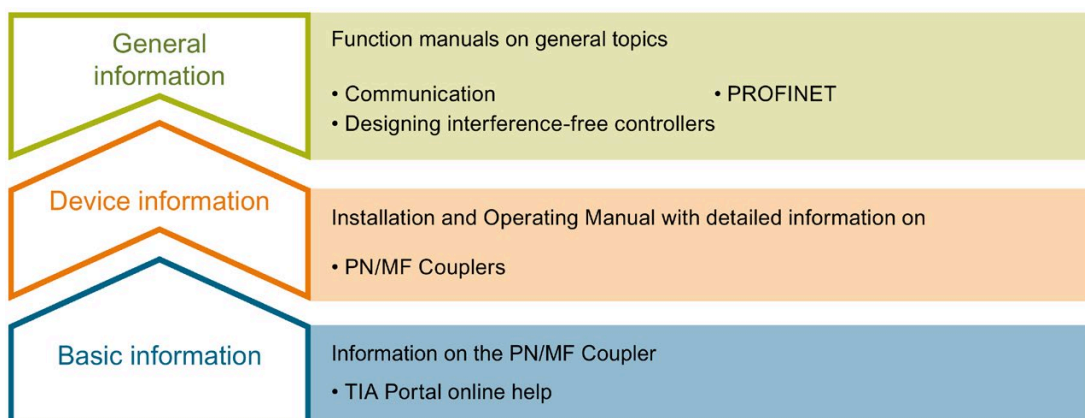 General
information
Function manuals on general topics
• Communication
• PROFINET
• Designing interference-free controllers
Device information
Installation and Operating Manual with detailed information on
• PN/MF Couplers
Basic information
Information on the PN/MF Coupler
• TIA Portal online help